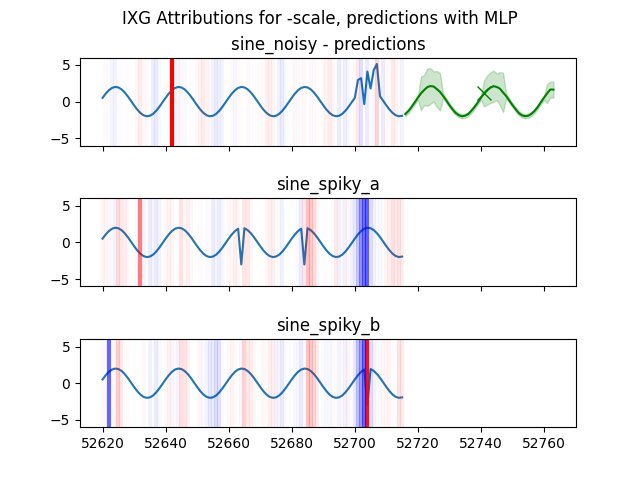 IXG Attributions for -scale, predictions with MLP
sine_noisy - predictions
5
0
−5
sine_spiky_a
5
0
−5
sine_spiky_b
5
0
−5
52620 52640 52660 52680 52700 52720 52740 52760